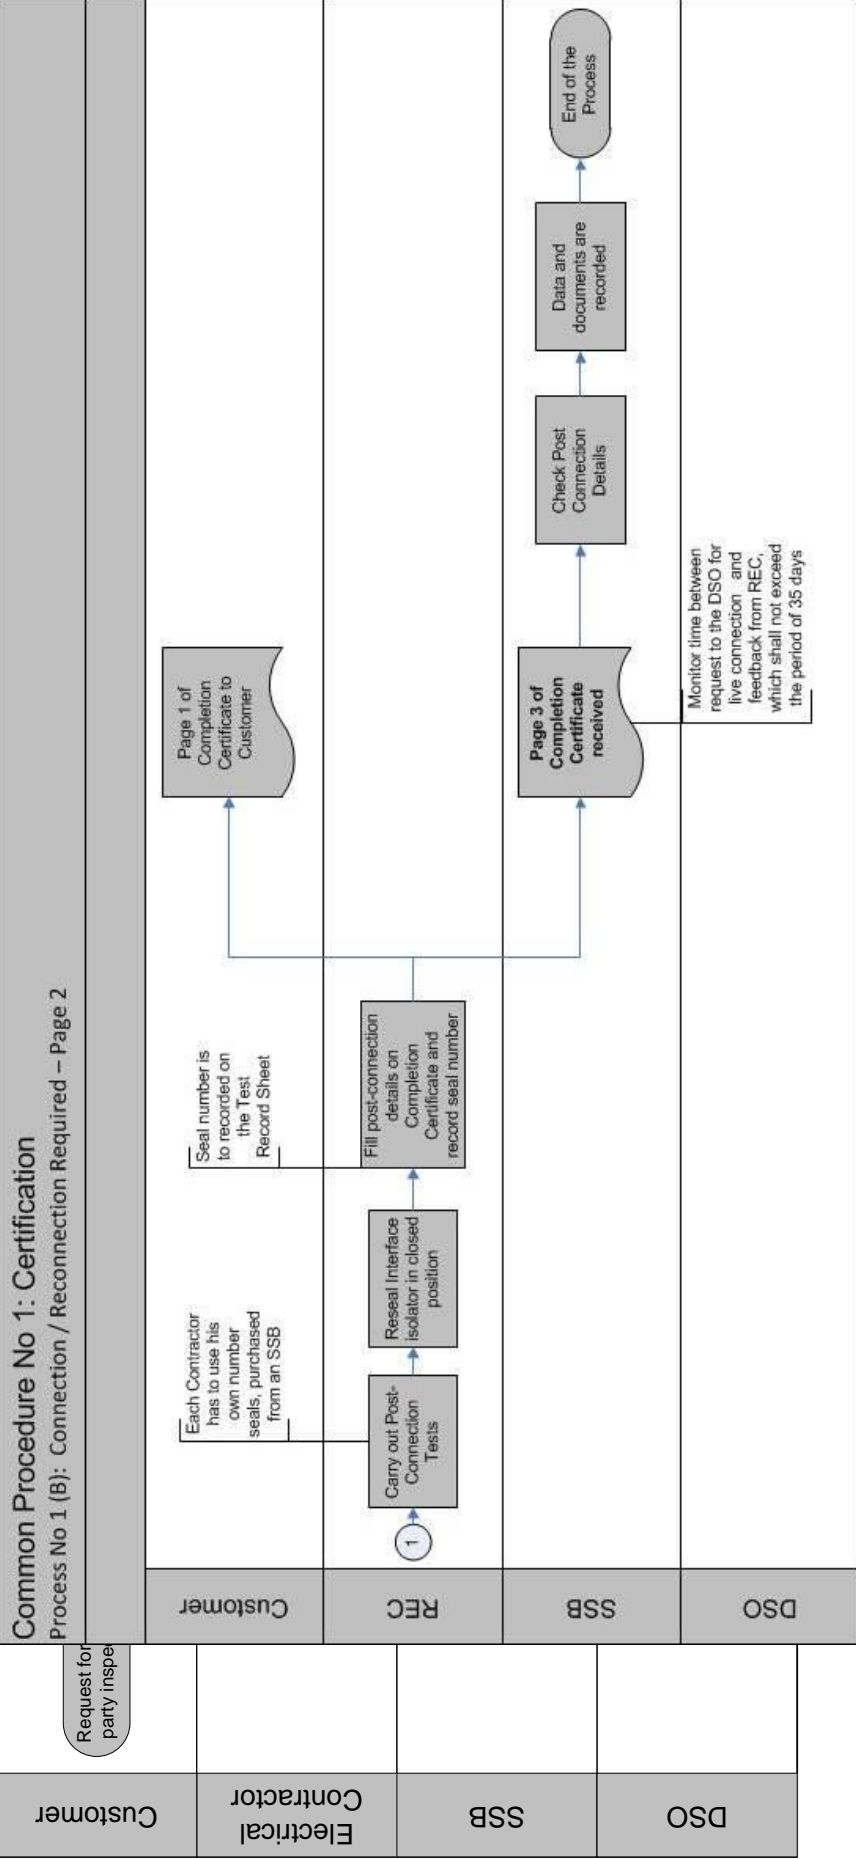 Common Procedure No 1: Certification
Process No 1 (B): Connection / Reconnection Required – Page 2
Customer
REC
SSB
DSO
1
Each Contractor
has to use his
own number
seals, purchased
from an SSB
Carry out Post-
Connection
Tests
Reseal Interface
isolator in closed
position
Seal number is
to recorded on
the Test
Record Sheet
Fill post-connection
details on
Completion
Certificate and
record seal number
Page 1 of
Completion
Certificate to
Customer
Page 3 of
Completion
Certificate
received
Monitor time between
request to the DSO for
live connection and
feedback from REC,
which shall not exceed
the period of 35 days
Check Post
Connection
Details
Data and
documents are
recorded
End of the
Process
Request for
party inspe
Customer
Electrical
Contractor
SSB
DSO